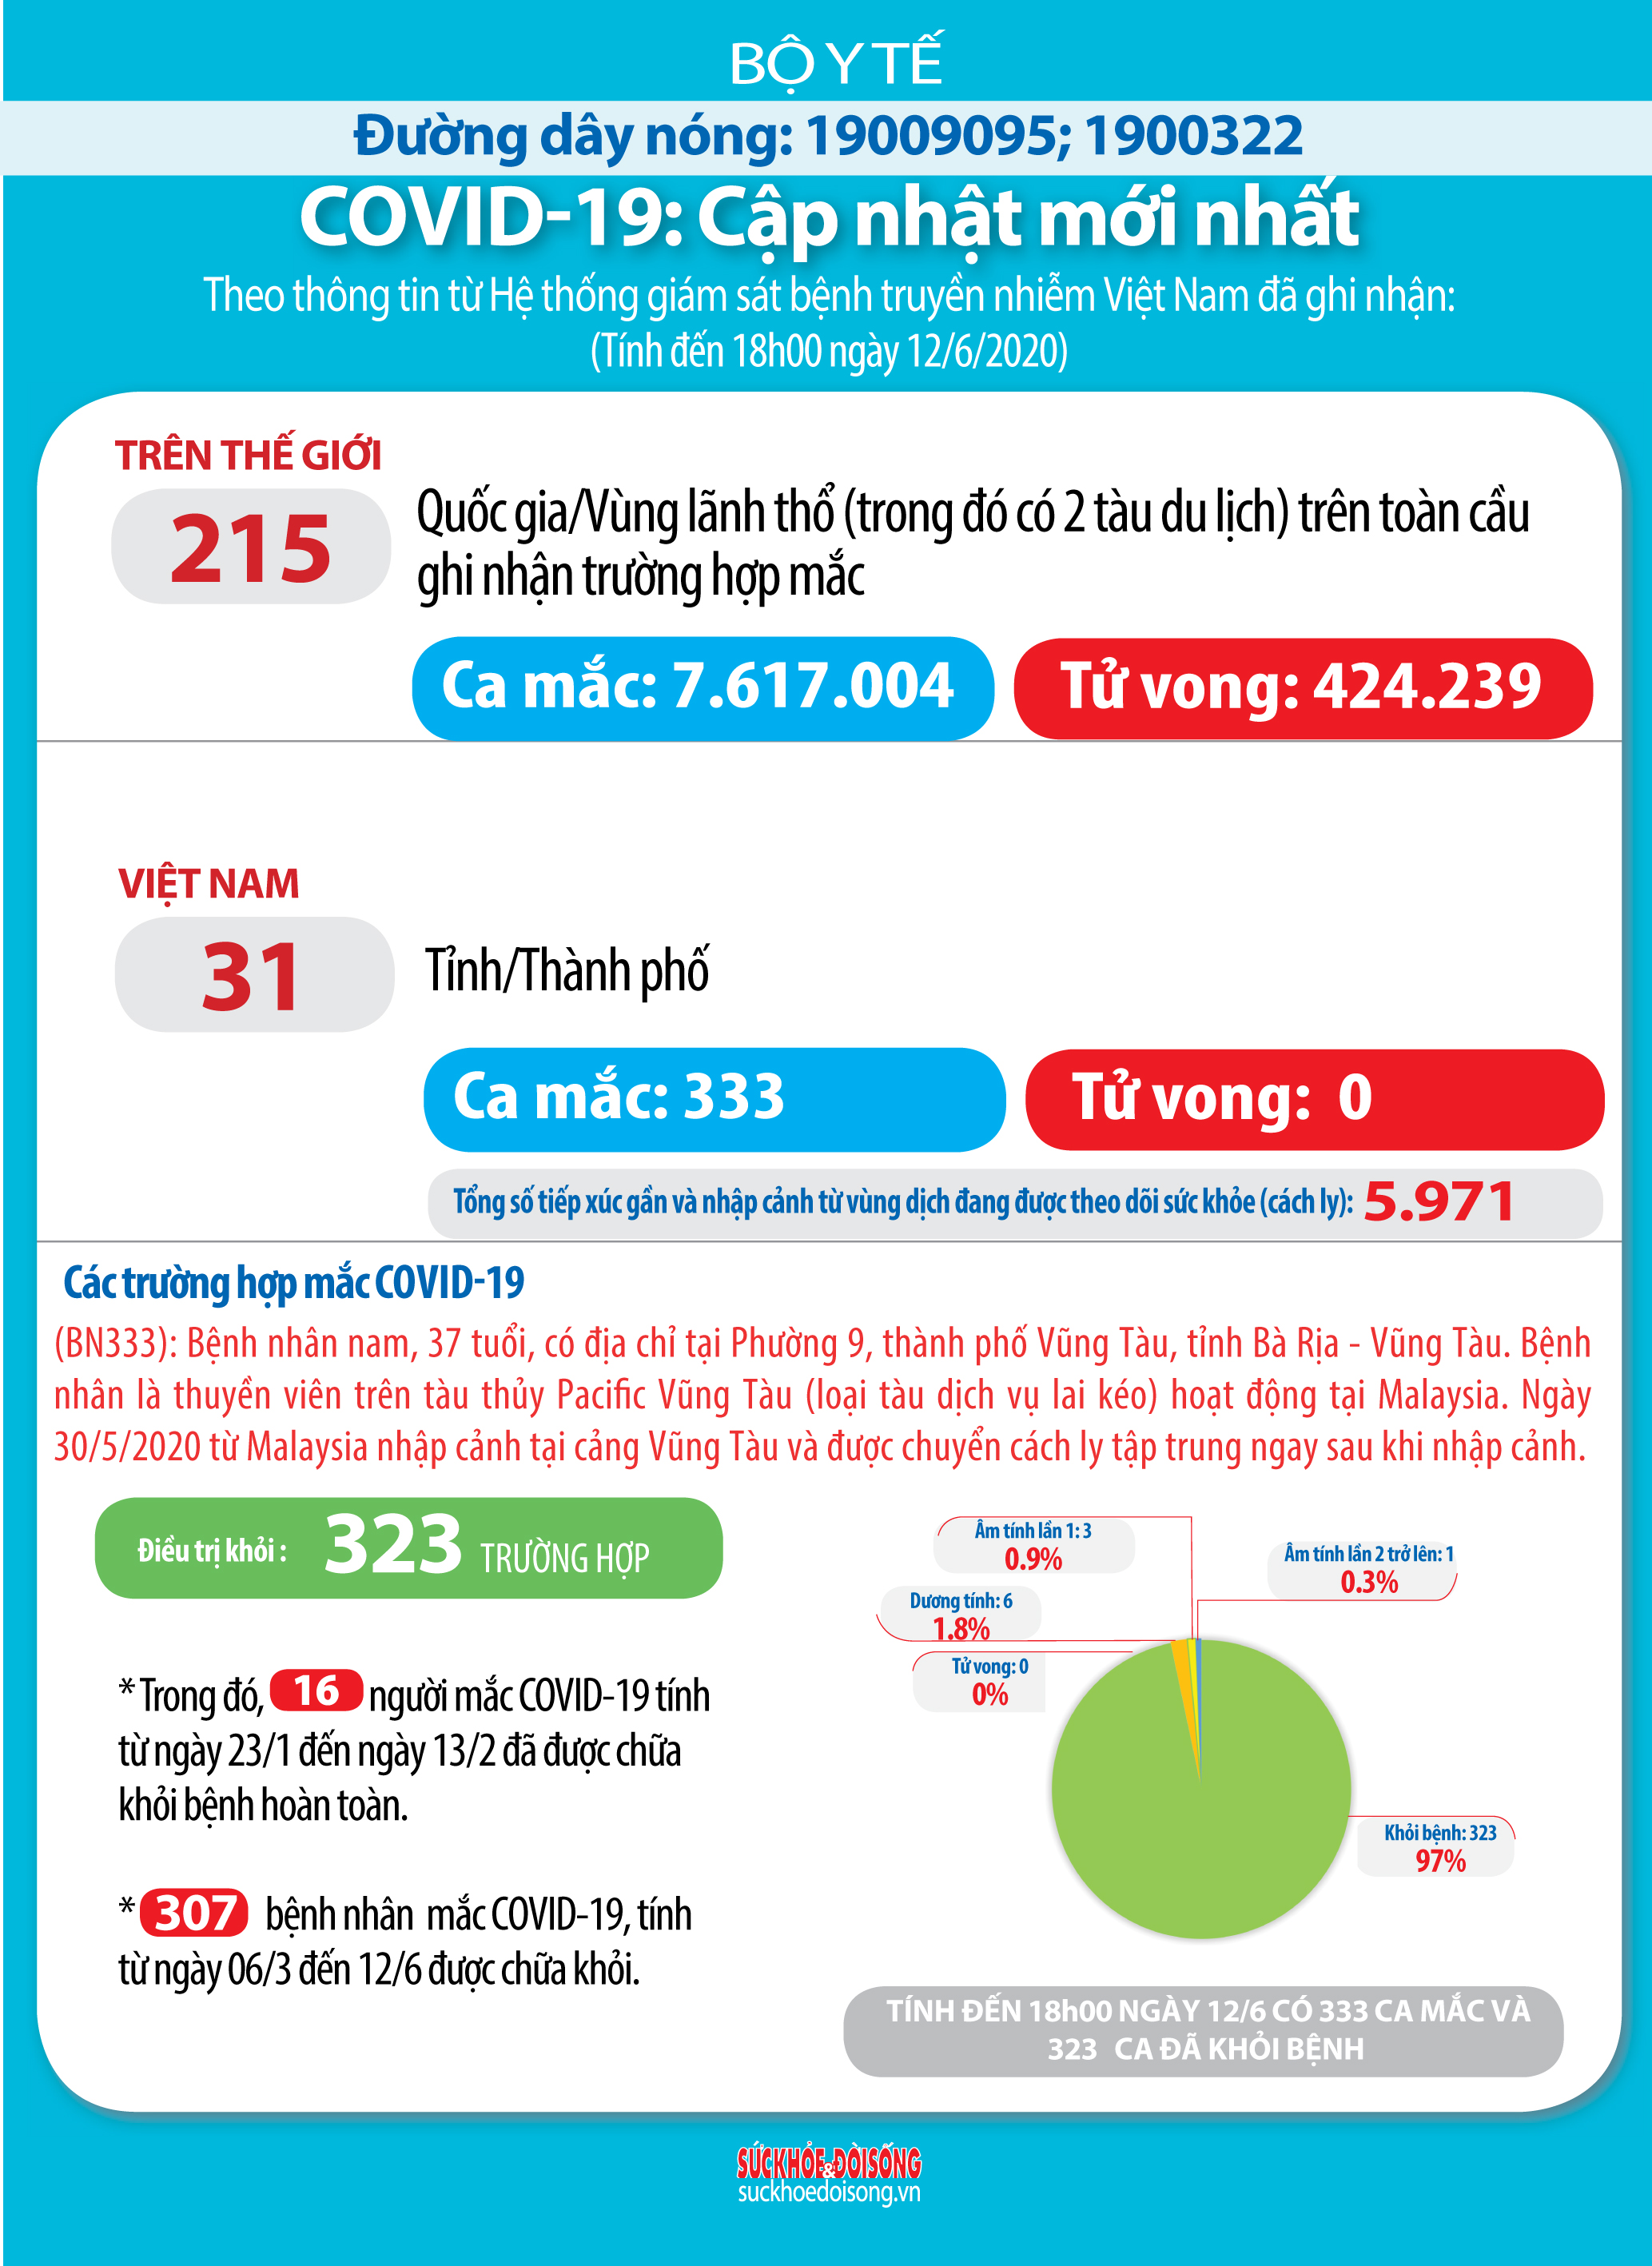 BỘ Y TẾ
Đường dây nóng: 19009095; 1900322
COVID-19: Cập nhật mới nhất
Theo thông tin từ Hệ thống giám sát bệnh truyền nhiễm Việt Nam đã ghi nhận:
(Tính đến 18h00 ngày 12/6/2020)
TRÊN THẾ GIỚI
215
Quốc gia/Vùng lãnh thổ (trong đó có 2 tàu du lịch) trên toàn cầu
ghi nhận trường hợp mắc
Ca mắc: 7.617.004
Tử vong: 424.239
VIỆT NAM
31
Tỉnh/Thành phố
Ca mắc: 333
Tử vong: 0
Tổng số tiếp xúc gần và nhập cảnh từ vùng dịch đang được theo dõi sức khỏe (cách ly): 5.971
Các trường hợp mắc COVID-19
(BN333): Bệnh nhân nam, 37 tuổi, có địa chỉ tại Phường 9, thành phố Vũng Tàu, tỉnh Bà Rịa - Vũng Tàu. Bệnh
nhân là thuyền viên trên tàu thủy Pacific Vũng Tàu (loại tàu dịch vụ lai kéo) hoạt động tại Malaysia. Ngày
30/5/2020 từ Malaysia nhập cảnh tại cảng Vũng Tàu và được chuyển cách ly tập trung ngay sau khi nhập cảnh.
Điều trị khỏi : 323 TRƯỜNG HỢP
* Trong đó, 16 người mắc COVID-19 tính
từ ngày 23/1 đến ngày 13/2 đã được chữa
khỏi bệnh hoàn toàn.
* 307 bệnh nhân mắc COVID-19, tính
từ ngày 06/3 đến 12/6 được chữa khỏi.
Âm tính lần 1: 3
0.9%
Âm tính lần 2 trở lên: 1
0.3%
Dương tính: 6
1.8%
Tử vong: 0
0%
Khỏi bệnh: 323
97%
TÍNH ĐẾN 18h00 NGÀY 12/6 CÓ 333 CA MẮC VÀ
323 CA ĐÃ KHỎI BỆNH
SỨC KHỎE & ĐỜI SỐNG
suckhoedoisong.vn